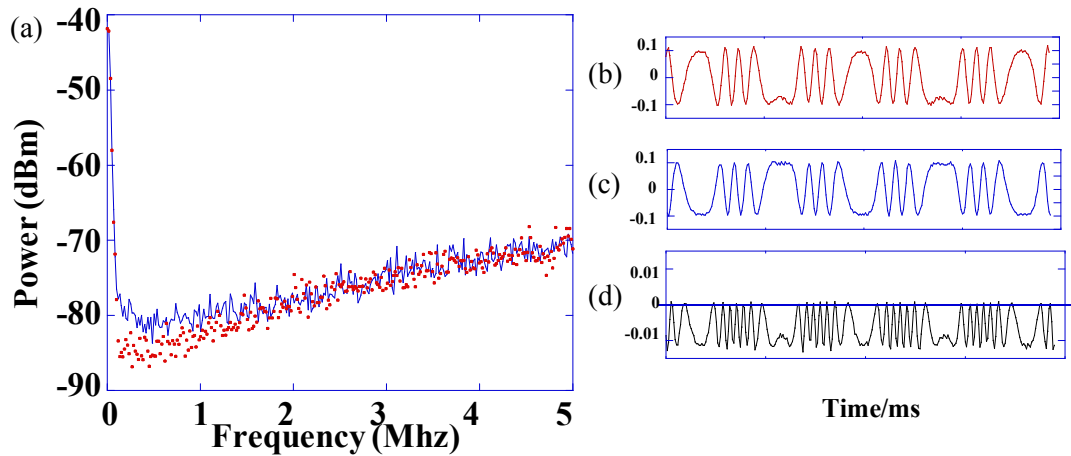 (a)
Power (dBm)
-40
-50
-60
-70
-80
-90
0 1 2 3 4 5
Frequency (Mhz)
(b)
0.1
0
-0.1
(c)
0.1
0
-0.1
(d)
0.01
0
-0.01
Time/ms